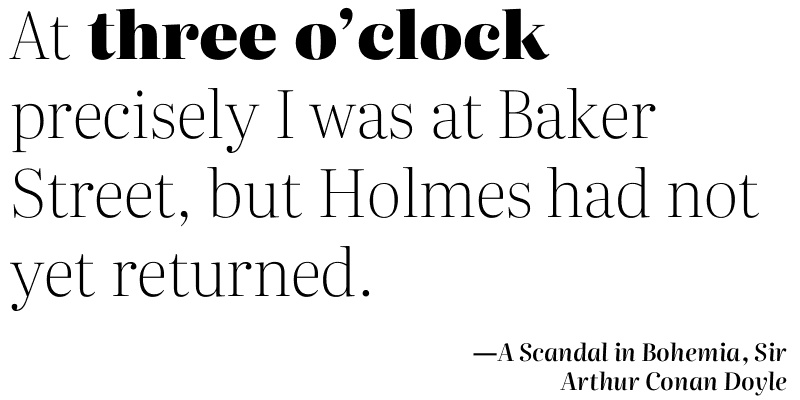 At three o’clock
precisely I was at Baker
Street, but Holmes had not
yet returned.
—A Scandal in Bohemia, Sir
Arthur Conan Doyle